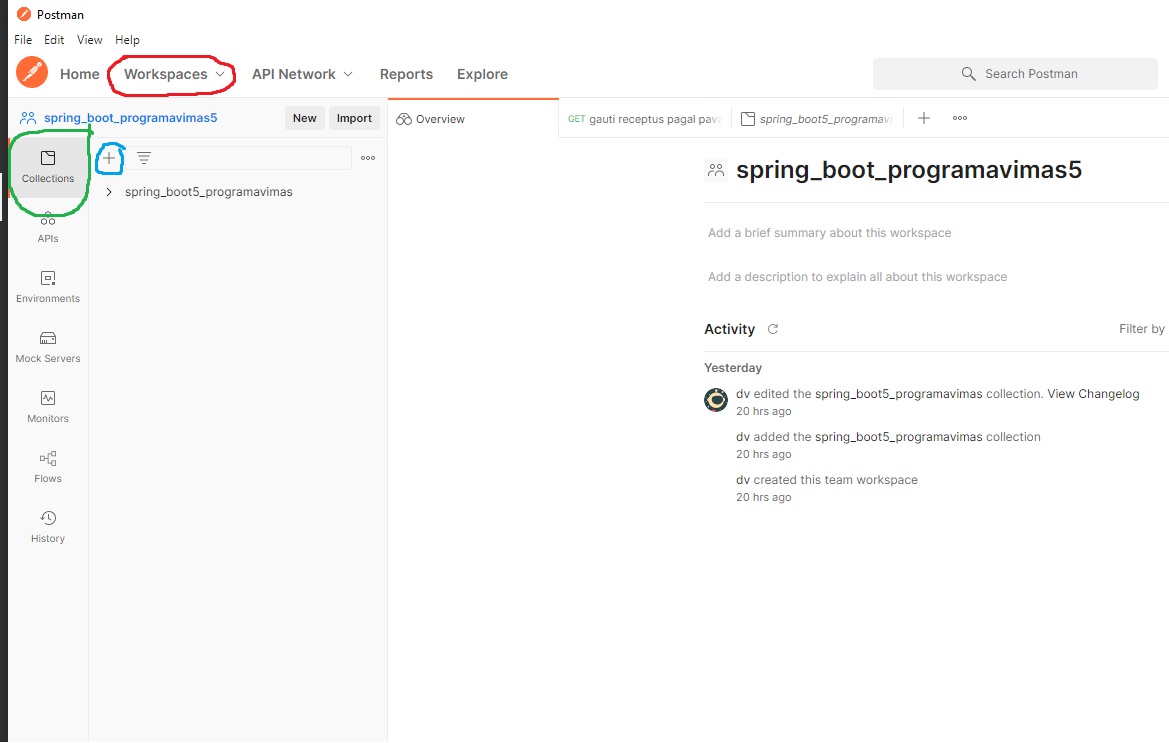 Postman
File Edit View Help
Home Workspaces API Network Reports Explore Search Postman
spring_boot_programavimas5 New Import Overview GET gauti receptus pagal pava spring_boot5_programavi
Collections
spring_boot5_programavimas
APIs
Environments
Mock Servers
Monitors
Flows
History
spring_boot_programavimas5
Add a brief summary about this workspace
Add a description to explain all about this workspace
Activity Filter by
Yesterday
dv edited the spring_boot5_programavimas collection. View Changelog
20 hrs ago
dv added the spring_boot5_programavimas collection
20 hrs ago
dv created this team workspace
20 hrs ago